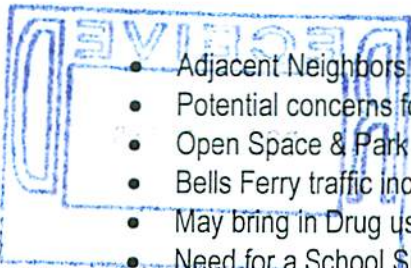 • Adjacent Neighbors
• Potential concerns fo
• Open Space & Park
• Bells Ferry traffic inc
• May bring in Drug us
• Need for a School S